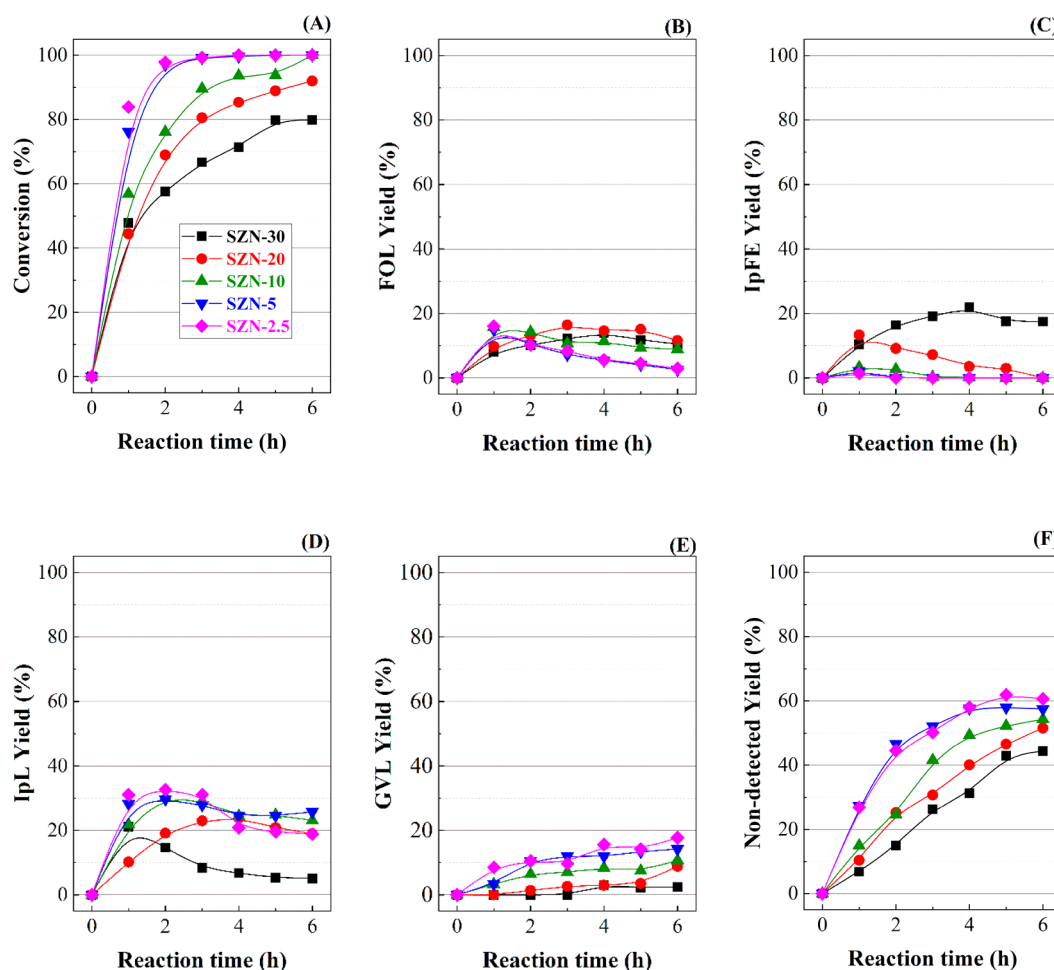 (A)
Conversion (%)
100
80
60
40
20
0
SZN-30
SZN-20
SZN-10
SZN-5
SZN-2.5
0 2 4 6
Reaction time (h)
(B)
FOL Yield (%)
100
80
60
40
20
0
0 2 4 6
Reaction time (h)
(C)
IpFE Yield (%)
100
80
60
40
20
0
0 2 4 6
Reaction time (h)
(D)
IpL Yield (%)
100
80
60
40
20
0
0 2 4 6
Reaction time (h)
(E)
GVL Yield (%)
100
80
60
40
20
0
0 2 4 6
Reaction time (h)
(F)
Non-detected Yield (%)
100
80
60
40
20
0
0 2 4 6
Reaction time (h)